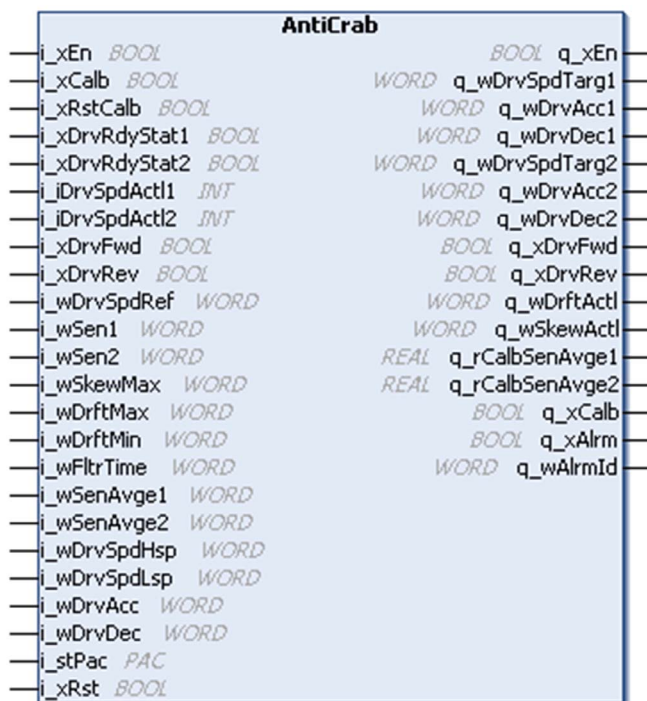 AntiCrab
i_xEn BOOL BOOL q_xEn
i_xCalb BOOL WORD q_wDrvSpdTarg1
i_xRstCalb BOOL WORD q_wDrvAcc1
i_xDrvRdyStat1 BOOL WORD q_wDrvDec1
i_xDrvRdyStat2 BOOL WORD q_wDrvSpdTarg2
i_iDrvSpdActl1 INT WORD q_wDrvAcc2
i_iDrvSpdActl2 INT WORD q_wDrvDec2
i_xDrvFwd BOOL BOOL q_xDrvFwd
i_xDrvRev BOOL BOOL q_xDrvRev
i_wDrvSpdRef WORD WORD q_wDrftActl
i_wSen1 WORD WORD q_wSkewActl
i_wSen2 WORD REAL q_rCalbSenAvge1
i_wSkewMax WORD REAL q_rCalbSenAvge2
i_wDrftMax WORD BOOL q_xCalb
i_wDrftMin WORD BOOL q_xAlrm
i_wFltrTime WORD WORD q_wAlrmId
i_wSenAvge1 WORD
i_wSenAvge2 WORD
i_wDrvSpdHsp WORD
i_wDrvSpdLsp WORD
i_wDrvAcc WORD
i_wDrvDec WORD
i_stPac PAC
i_xRst BOOL